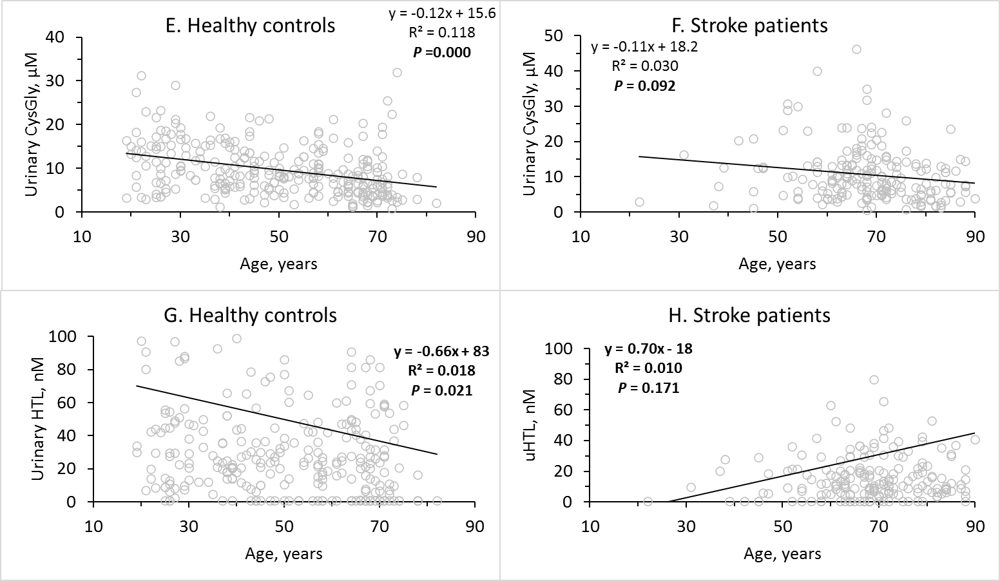 E. Healthy controls
y = -0.12x + 15.6
R² = 0.118
P =0.000
Urinary CysGly, µM
40
30
20
10
0
10 30 50 70 90
Age, years
F. Stroke patients
y = -0.11x + 18.2
R² = 0.030
P = 0.092
Urinary CysGly, µM
50
40
30
20
10
0
10 30 50 70 90
Age, years
G. Healthy controls
y = -0.66x + 83
R² = 0.018
P = 0.021
Urinary HTL, nM
100
80
60
40
20
0
10 30 50 70 90
Age, years
H. Stroke patients
y = 0.70x - 18
R² = 0.010
P = 0.171
uHTL, nM
100
80
60
40
20
0
10 30 50 70 90
Age, years